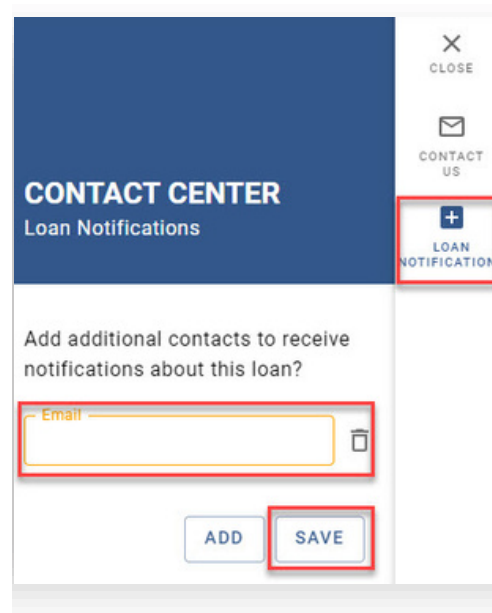 CLOSE
CONTACT
US
CONTACT CENTER
Loan Notifications
LOAN
NOTIFICATION
Add additional contacts to receive
notifications about this loan?
Email
ADD
SAVE